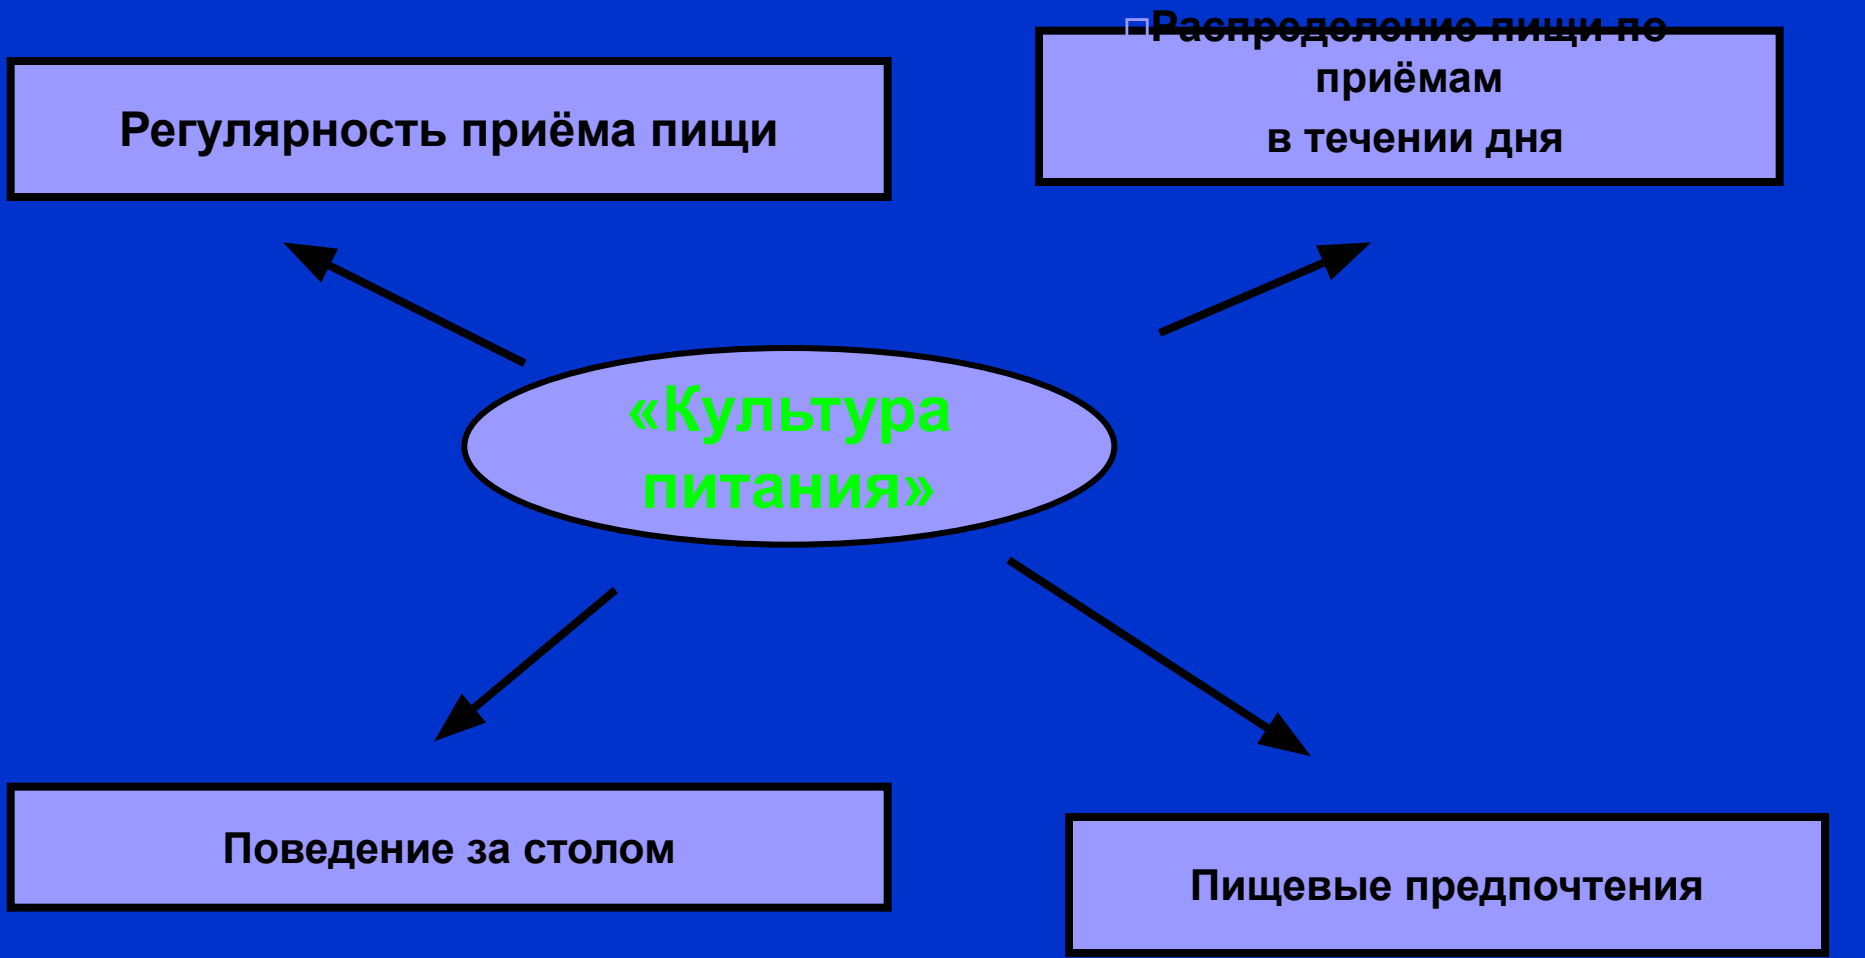 Регулярность приёма пищи
Распределение пищи по
приёмам
в течении дня
«Культура
питания»
Поведение за столом
Пищевые предпочтения